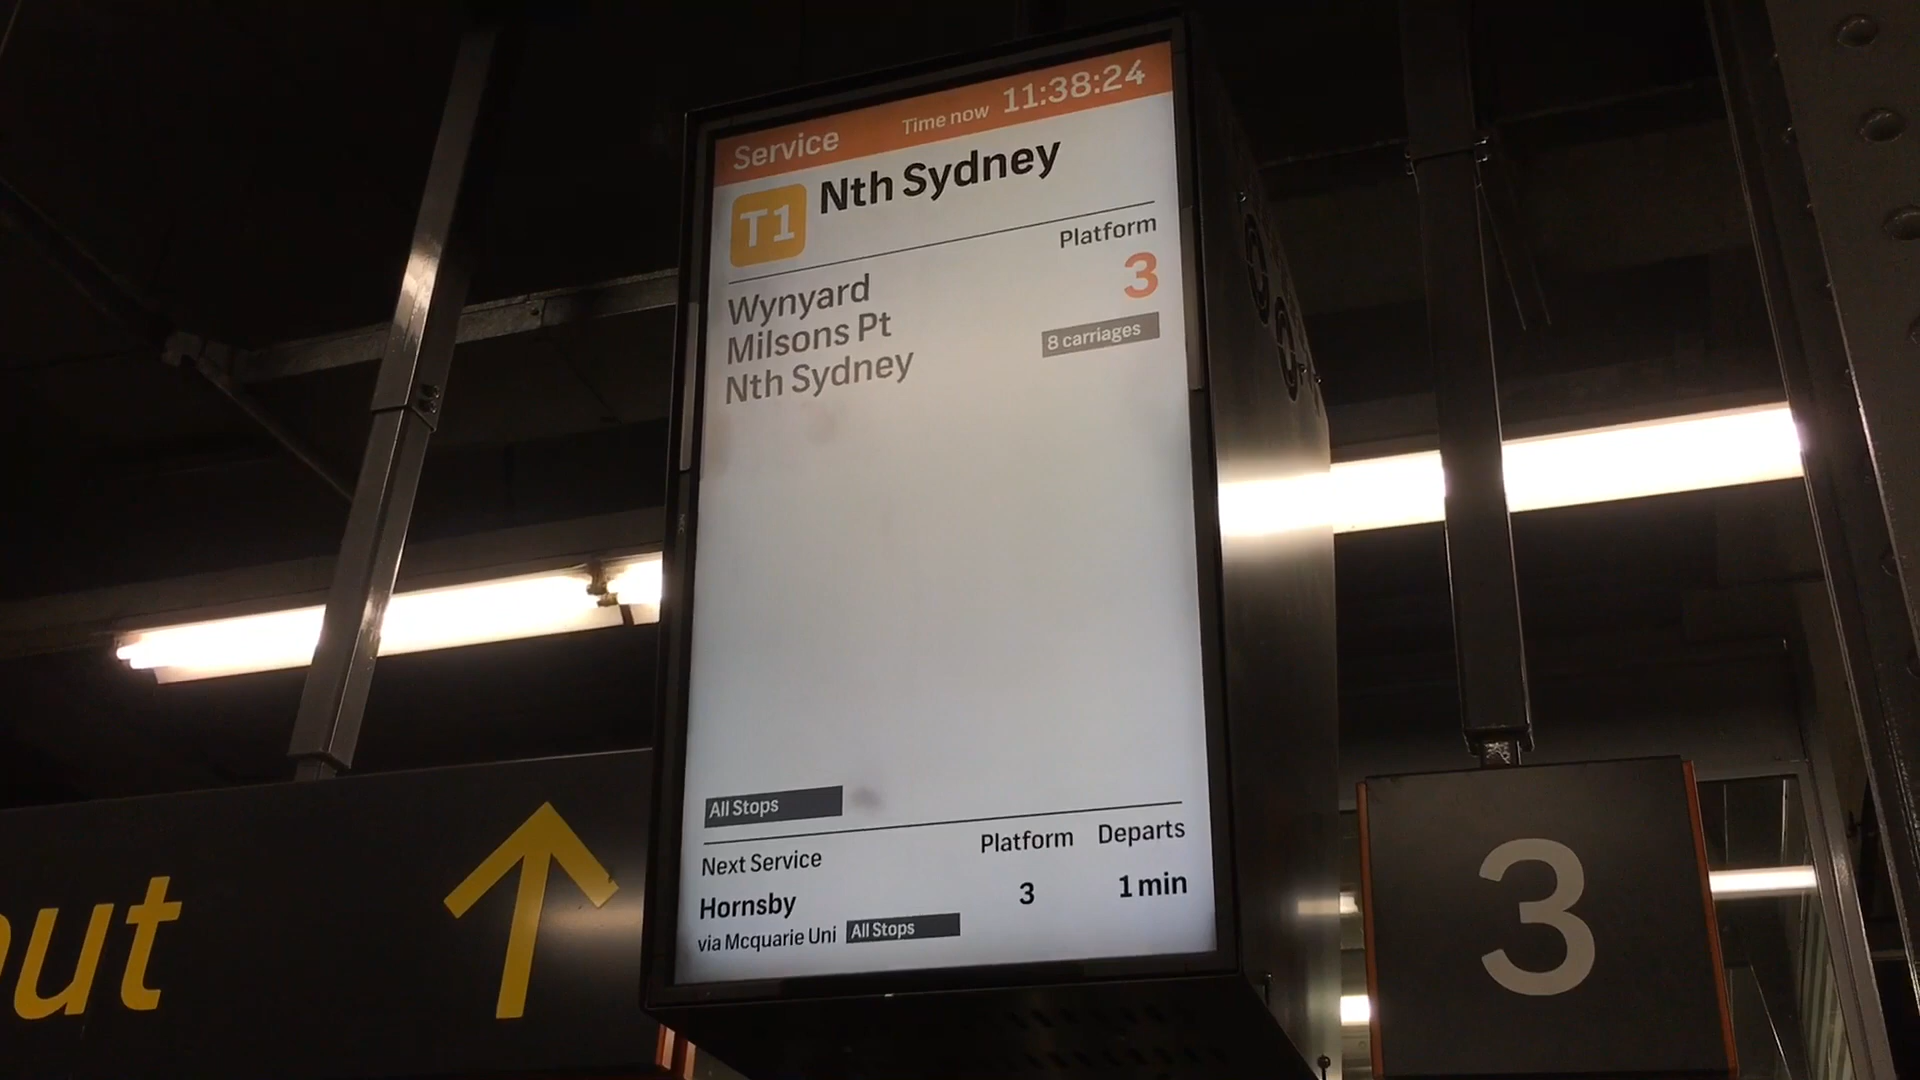 Service Time now 11:38:24
T1 Nth Sydney
Platform
3
8 carriages
Wynyard
Milsons Pt
Nth Sydney
All Stops
Next Service Platform Departs
Hornsby 3 1 min
via Mcquarie Uni All Stops
out
3